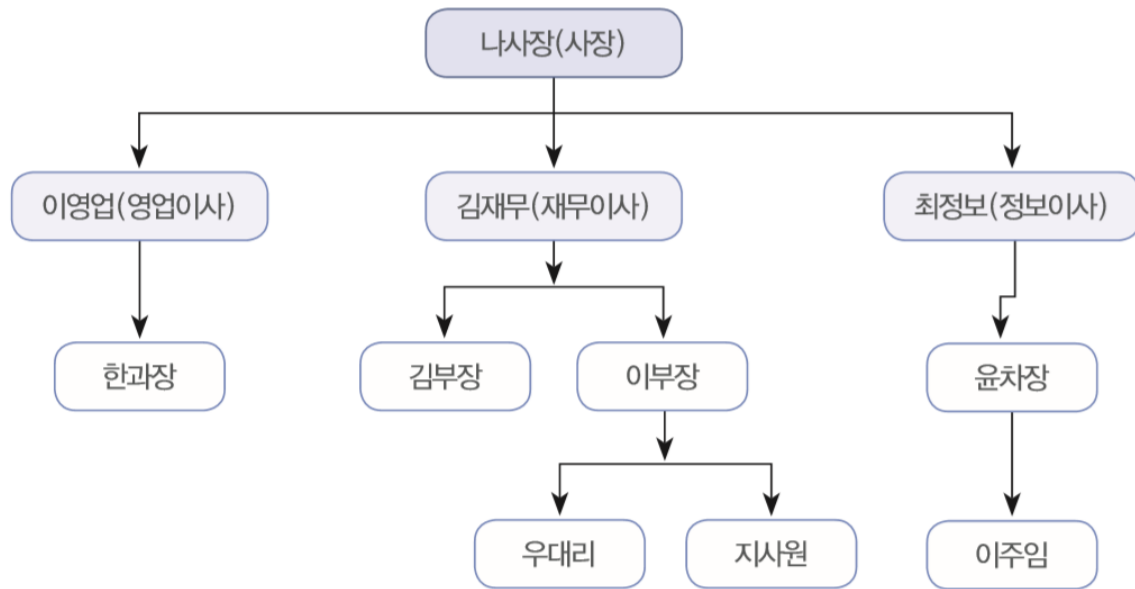 나사장(사장)
이영업(영업이사)
김재무(재무이사)
최정보(정보이사)
한과장
김부장
이부장
윤차장
우대리
지사원
이주임